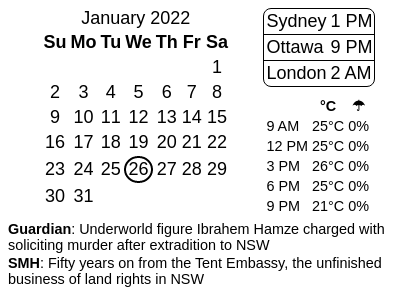 January 2022
Su Mo Tu We Th Fr Sa
1
2 3 4 5 6 7 8
9 10 11 12 13 14 15
16 17 18 19 20 21 22
23 24 25 26 27 28 29
30 31
Sydney 1 PM
Ottawa 9 PM
London 2 AM
°C ☂
9 AM 25°C 0%
12 PM 25°C 0%
3 PM 26°C 0%
6 PM 25°C 0%
9 PM 21°C 0%
Guardian: Underworld figure Ibrahem Hamze charged with
soliciting murder after extradition to NSW
SMH: Fifty years on from the Tent Embassy, the unfinished
business of land rights in NSW